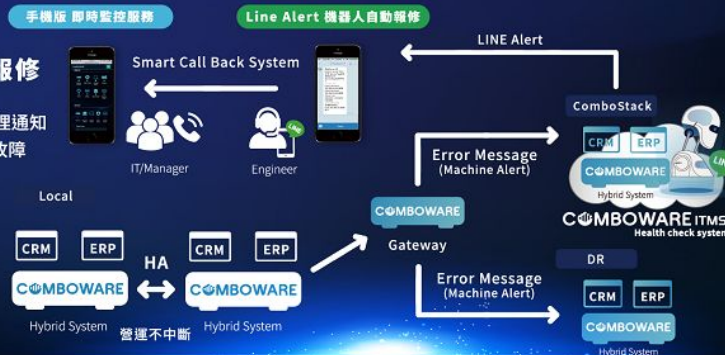 手機版 即時監控服務
Line Alert 機器人自動報修
報修
理通知
故障
Smart Call Back System
LINE Alert
IT/Manager
Engineer
LINE
Local
CRM
ERP
COMBOWARE
Hybrid System
HA
營運不中斷
CRM
ERP
COMBOWARE
Hybrid System
COMBOWARE
Gateway
Error Message
(Machine Alert)
Error Message
(Machine Alert)
ComboStack
CRM
ERP
COMBOWARE
Hybrid System
COMBOWARE ITMS
Health check system
DR
CRM
ERP
COMBOWARE
Hybrid System